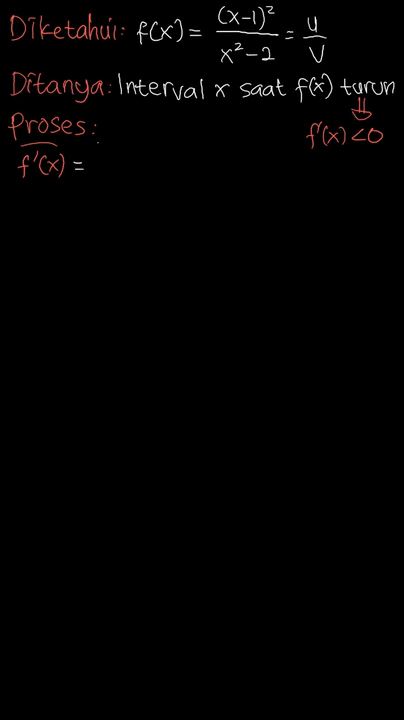 Diketahui: f(x) = (x-1)² / x²-2 = u / v
Ditanya: Interval x saat f(x) turun
⇓
Proses: f'(x) < 0
f'(x) =